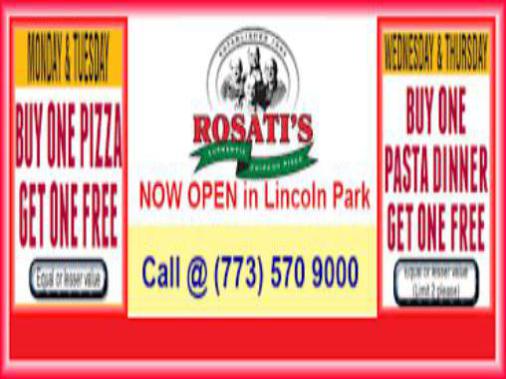 MONDAY & TUESDAY
BUY ONE PIZZA
GET ONE FREE
Equal or lesser value
ESTABLISHED 1964
ROSATI'S
AUTHENTIC CHICAGO PIZZA
NOW OPEN in Lincoln Park
Call @ (773) 570 9000
WEDNESDAY & THURSDAY
BUY ONE
PASTA DINNER
GET ONE FREE
Equal or lesser value
(Limit 2 please)